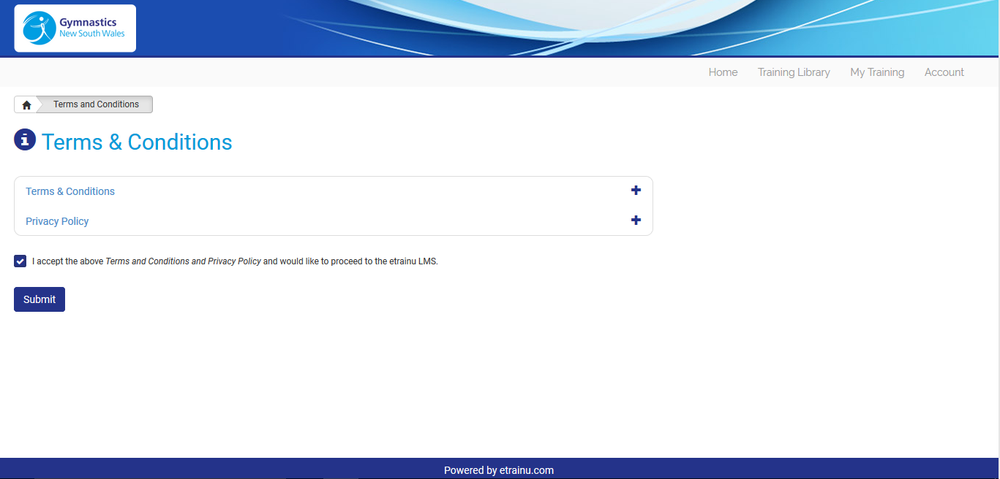 Gymnastics
New South Wales
Home Training Library My Training Account
Terms and Conditions
Terms & Conditions
Terms & Conditions
Privacy Policy
I accept the above Terms and Conditions and Privacy Policy and would like to proceed to the etrainu LMS.
Submit
Powered by etrainu.com